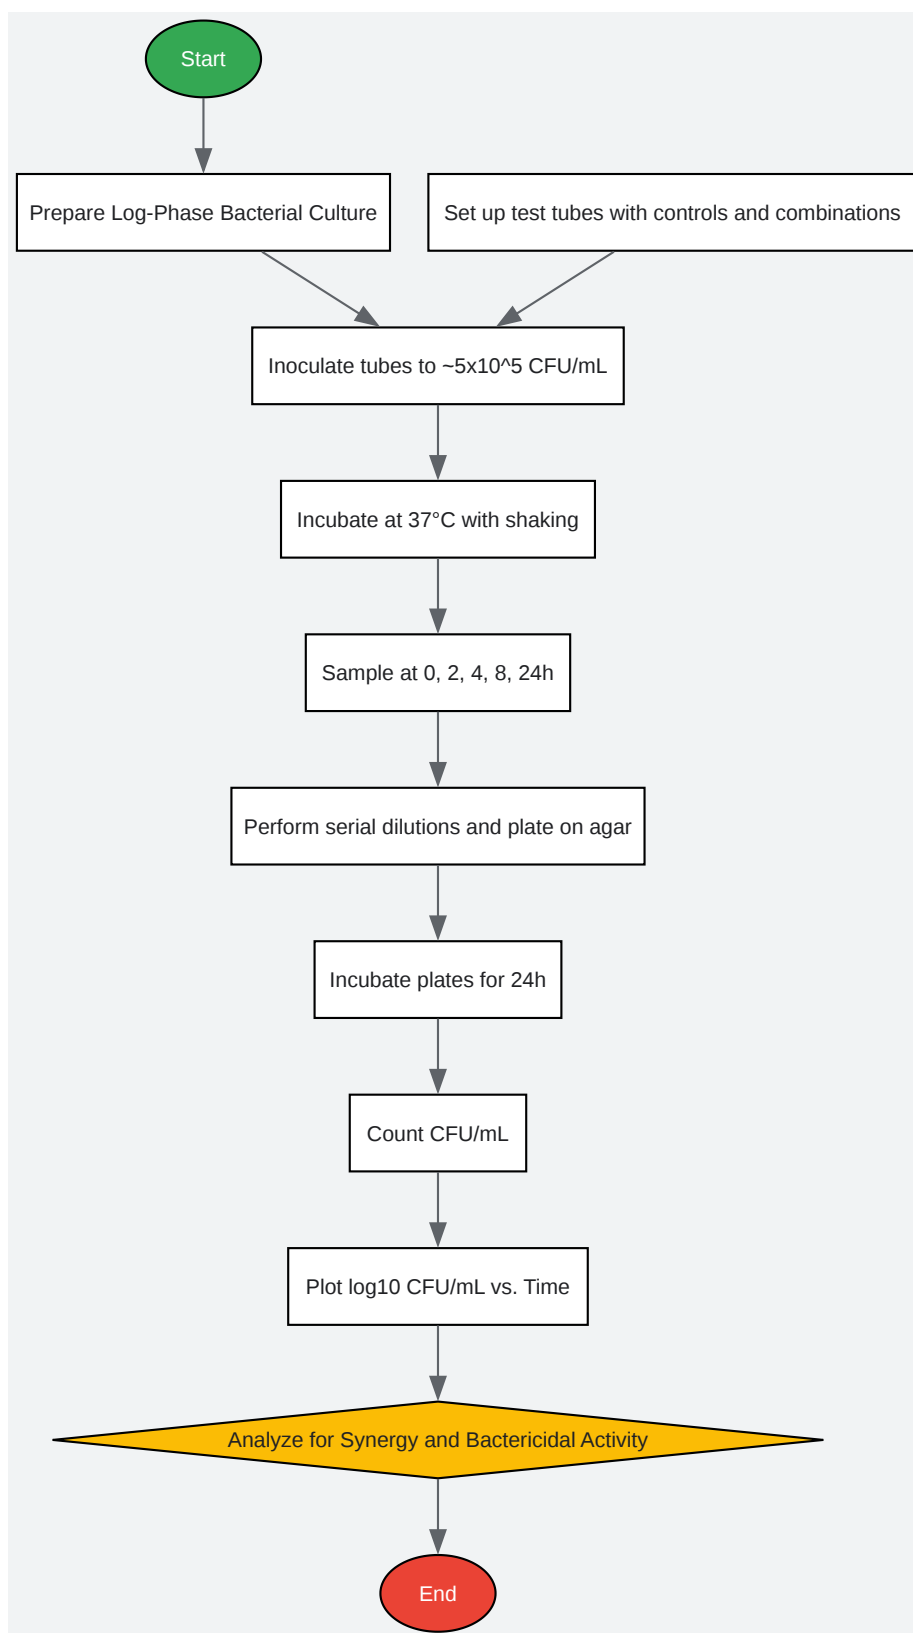 Start
Prepare Log-Phase Bacterial Culture
Set up test tubes with controls and combinations
Inoculate tubes to ~5x10^5 CFU/mL
Incubate at 37°C with shaking
Sample at 0, 2, 4, 8, 24h
Perform serial dilutions and plate on agar
Incubate plates for 24h
Count CFU/mL
Plot log10 CFU/mL vs. Time
Analyze for Synergy and Bactericidal Activity
End